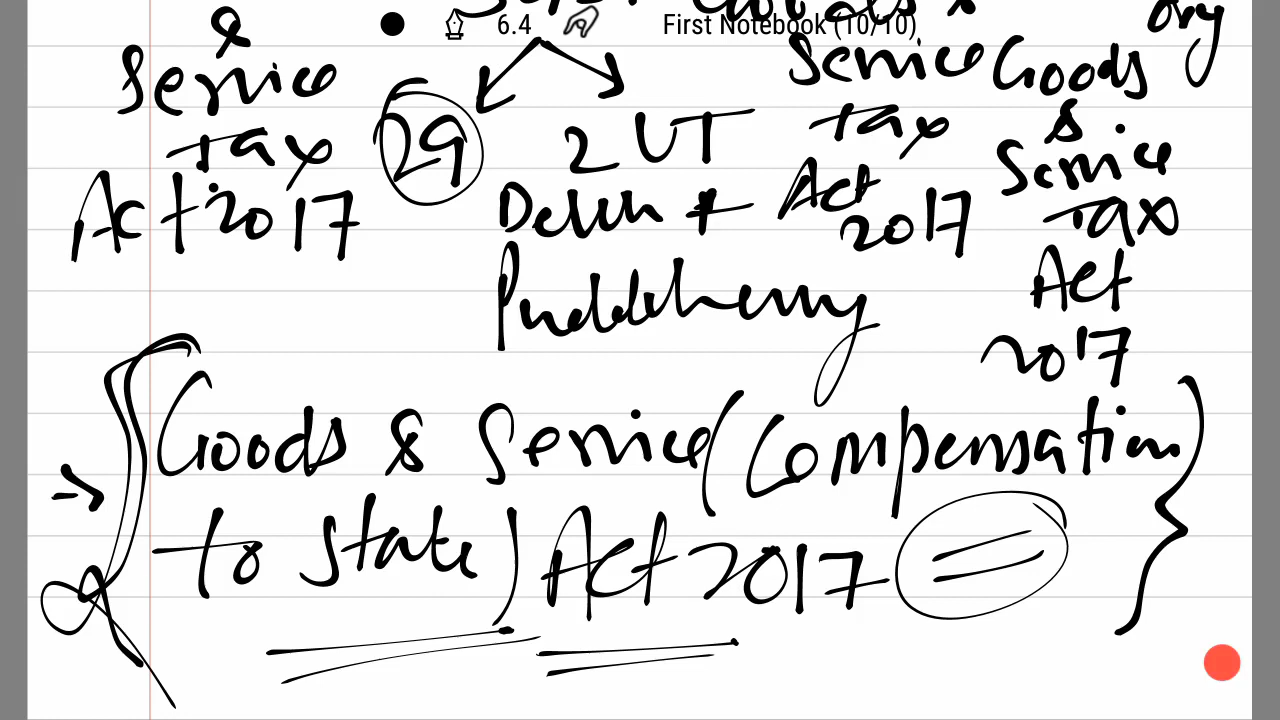 6.4 First Notebook (10/10)
&
Service
Tax
Act 2017
29
2 UT
Delhi +
Service
Tax
Act
2017
Goods
&
Service
Tax
Act
2017
Goods & Service (Compensation
to State) Act 2017 =